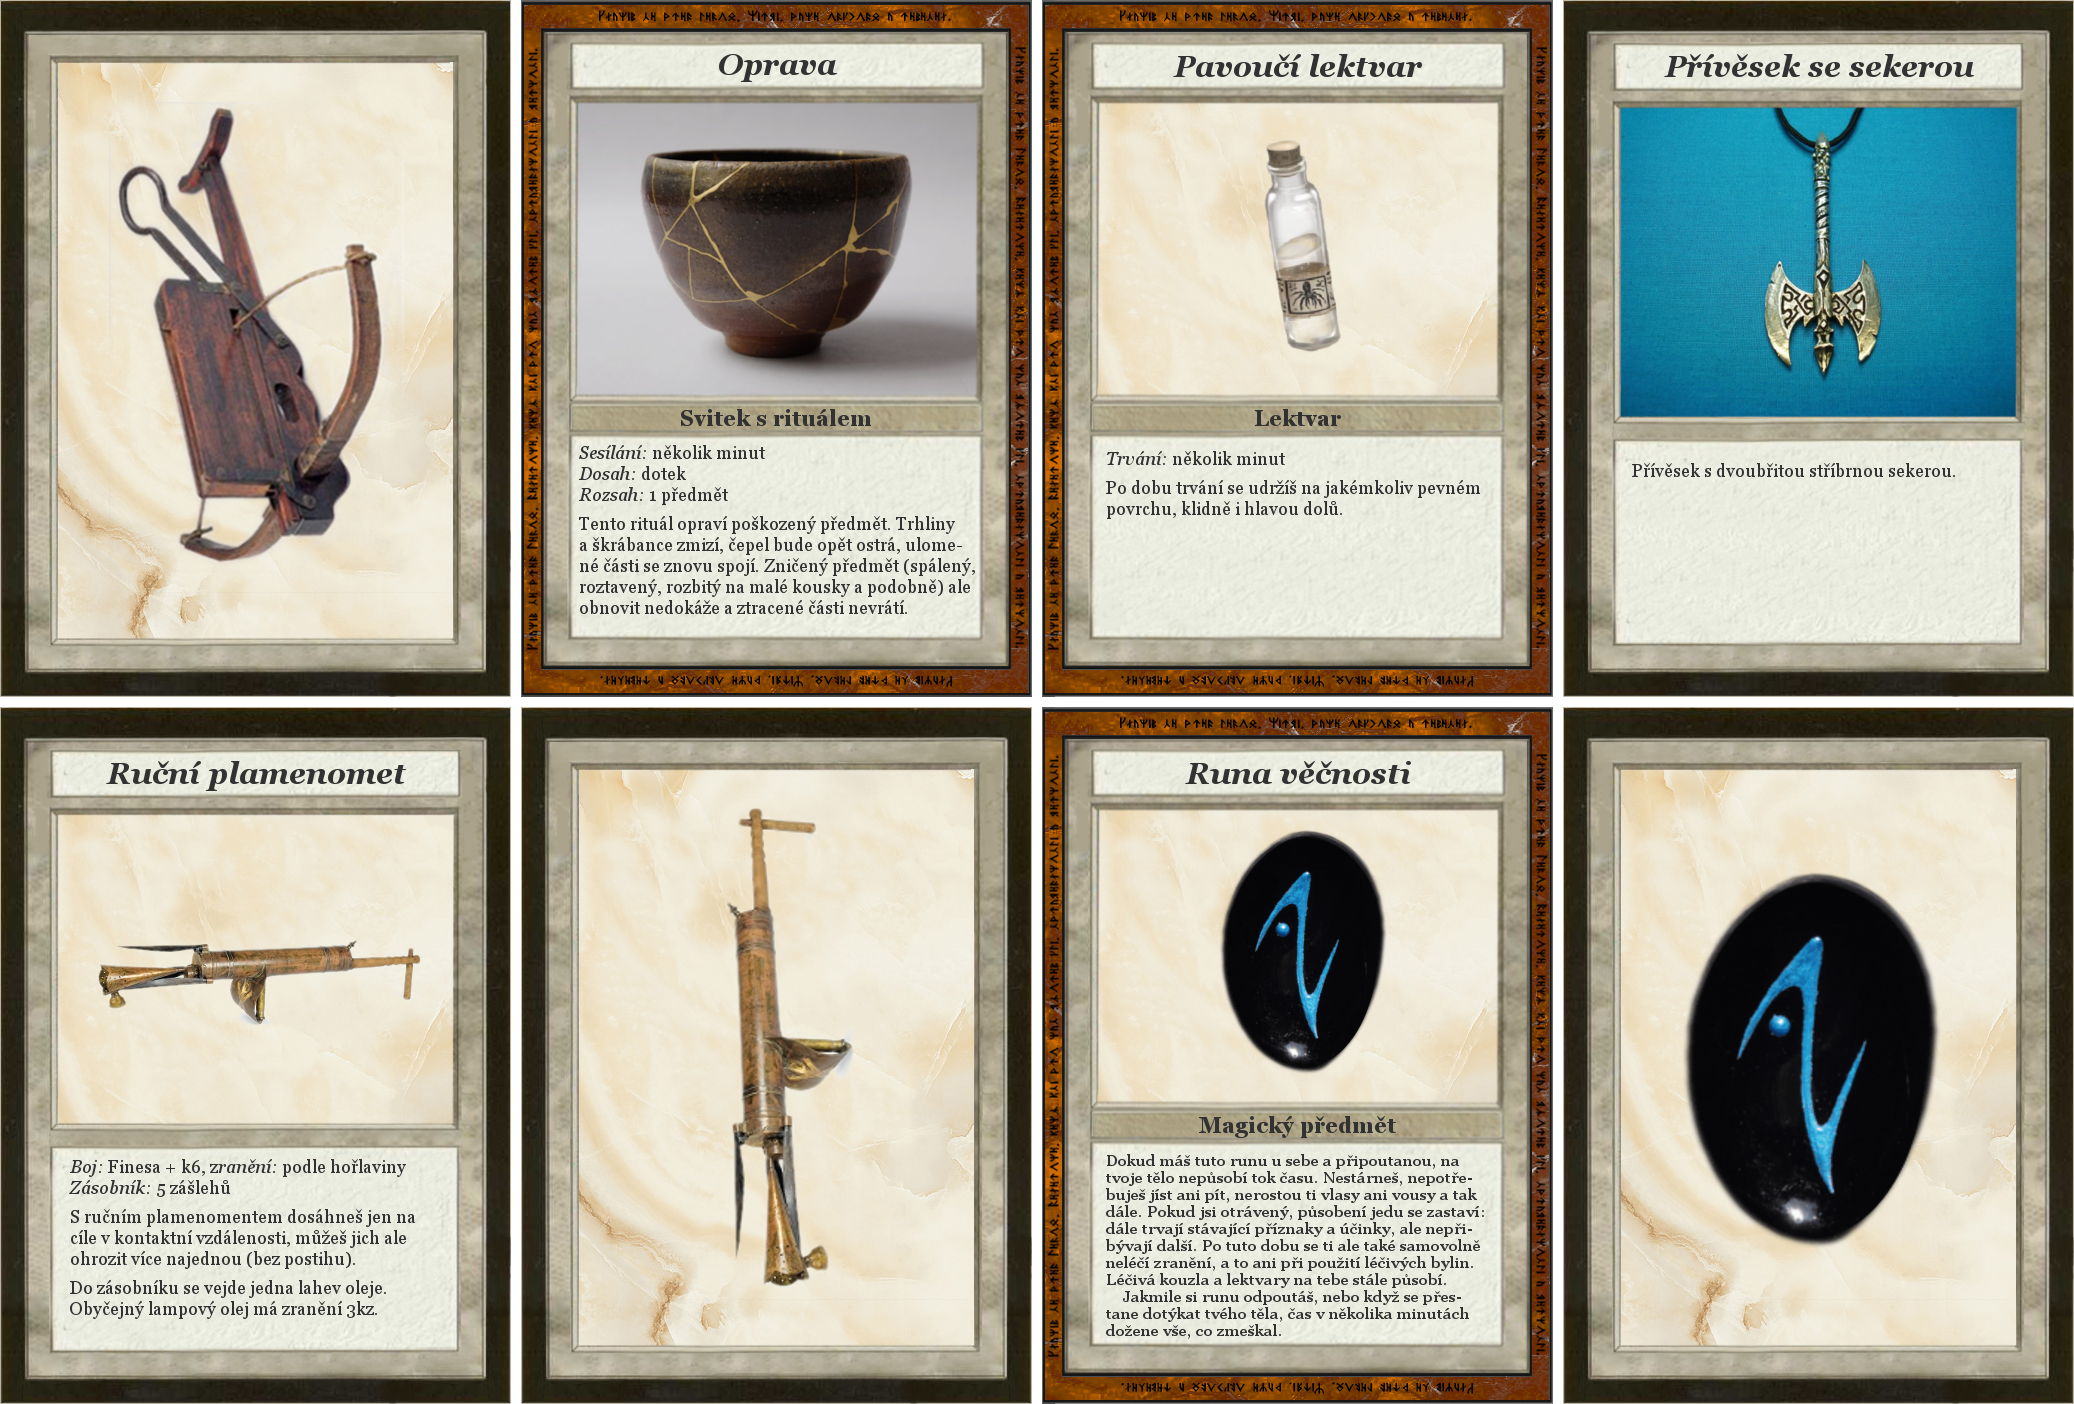 Oprava
Svitek s rituálem
Sesílání: několik minut
Dosah: dotek
Rozsah: 1 předmět
Tento rituál opraví poškozený předmět. Trhliny
a škrábance zmizí, čepel bude opět ostrá, ulome-
né části se znovu spojí. Zničený předmět (spálený,
roztavený, rozbitý na malé kousky a podobně) ale
obnovit nedokáže a ztracené části nevrátí.
Pavoučí lektvar
Lektvar
Trvání: několik minut
Po dobu trvání se udržíš na jakémkoliv pevném
povrchu, klidně i hlavou dolů.
Přívěsek se sekerou
Přívěsek s dvoubřitou stříbrnou sekerou.
Ruční plamenomet
Boj: Finesa + k6, zranění: podle hořlaviny
Zásobník: 5 zášlehů
S ručním plamenomentem dosáhneš jen na
cíle v kontaktní vzdálenosti, můžeš jich ale
ohrozit více najednou (bez postihu).
Do zásobníku se vejde jedna lahev oleje.
Obyčejný lampový olej má zranění 3kz.
Runa věčnosti
Magický předmět
Dokud máš tuto runu u sebe a připoutanou, na
tvoje tělo nepůsobí tok času. Nestárneš, nepotře-
buješ jíst ani pít, nerostou ti vlasy ani vousy a tak
dále. Pokud jsi otrávený, působení jedu se zastaví:
dále trvají stávající příznaky a účinky, ale nepři-
bývají další. Po tuto dobu se ti ale také samovolně
neléčí zranění, a to ani při použití léčivých bylin.
Léčivá kouzla a lektvary na tebe stále působí.
Jakmile si runu odpoutáš, nebo když se přes-
tane dotýkat tvého těla, čas v několika minutách
dožene vše, co zmeškal.